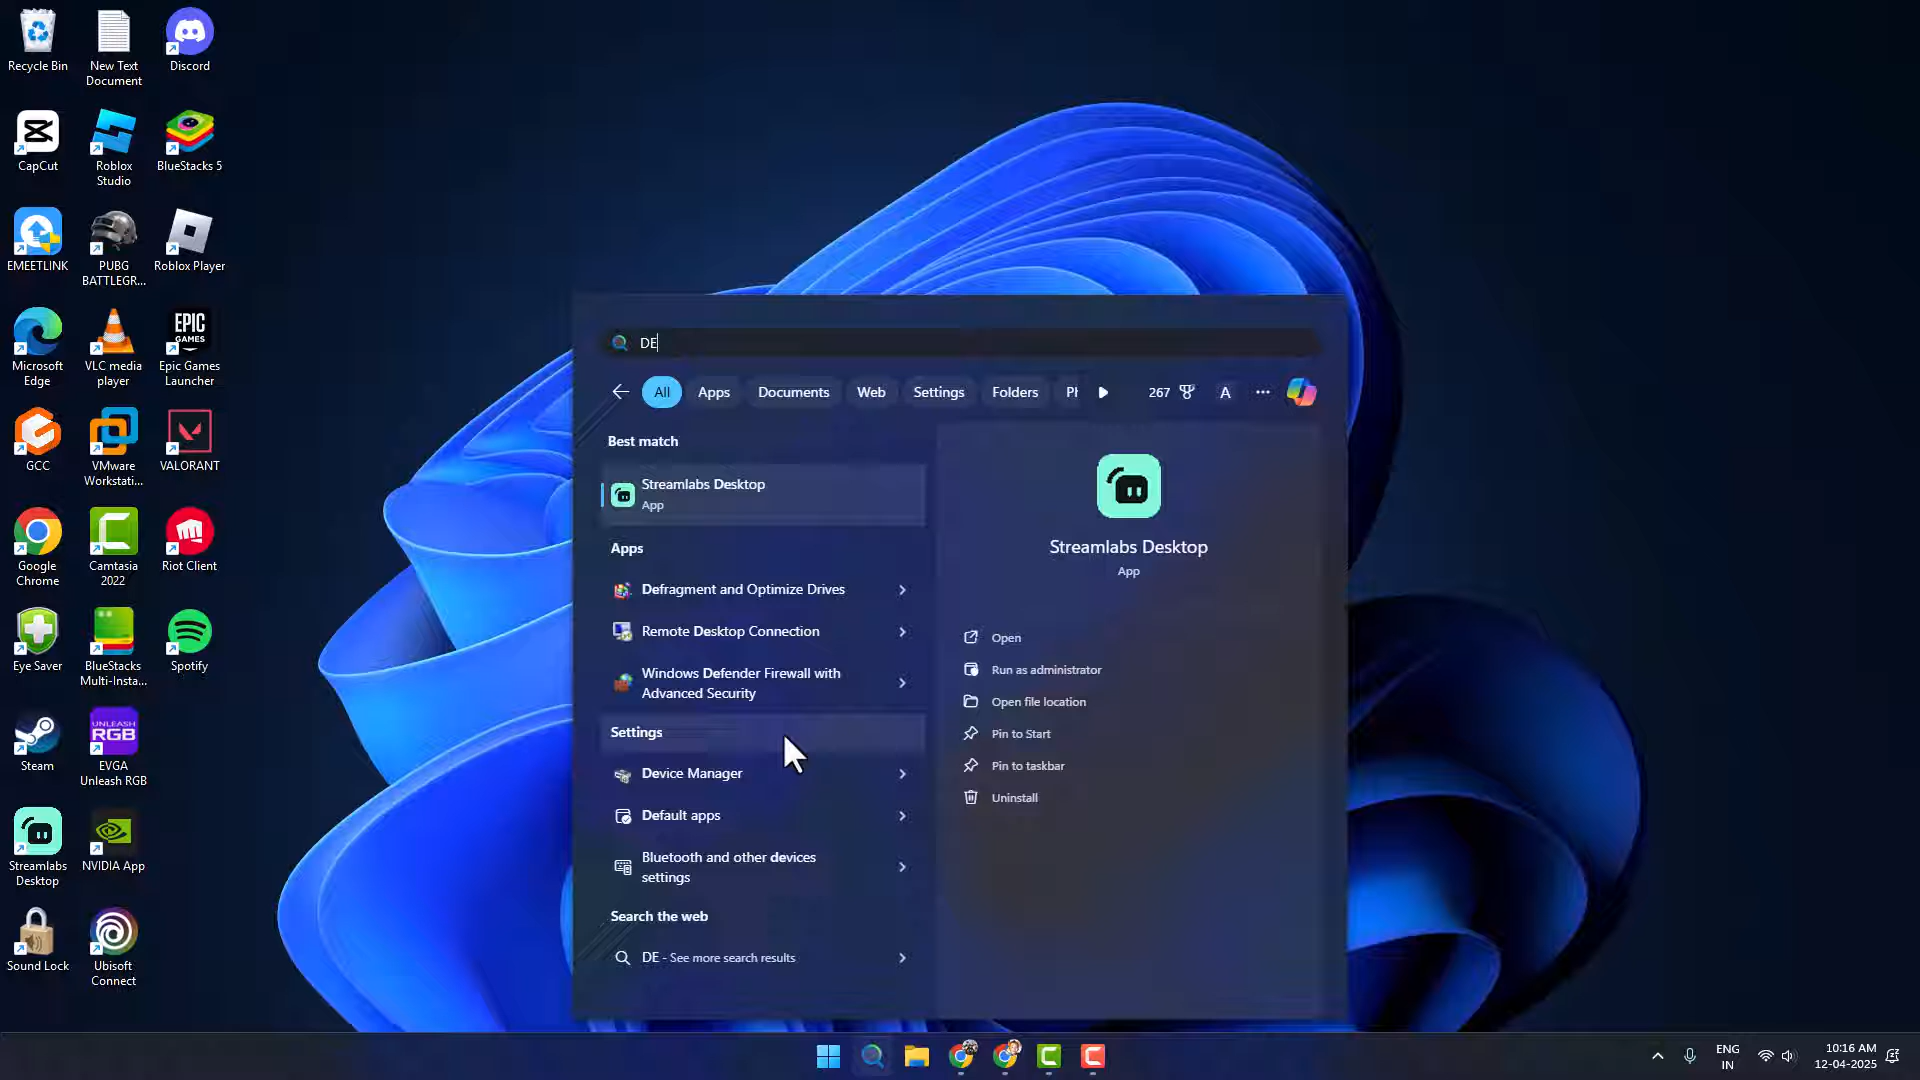 Recycle Bin
New Text
Document
Discord
CapCut
Roblox
Studio
BlueStacks 5
EMEETLINK
PUBG
BATTLEGR...
Roblox Player
Microsoft
Edge
VLC media
player
EPIC
GAMES
Epic Games
Launcher
GCC
VMware
Workstati...
VALORANT
Google
Chrome
Camtasia
2022
Riot Client
Eye Saver
BlueStacks
Multi-Insta...
Spotify
Steam
UNLEASH
RGB
EVGA
Unleash RGB
Streamlabs
Desktop
NVIDIA App
Sound Lock
Ubisoft
Connect
DE
All
Apps
Documents
Web
Settings
Folders
Ph
267
A
Best match
Streamlabs Desktop
App
Apps
Defragment and Optimize Drives
Remote Desktop Connection
Windows Defender Firewall with
Advanced Security
Settings
Device Manager
Default apps
Bluetooth and other devices
settings
Search the web
DE - See more search results
Streamlabs Desktop
App
Open
Run as administrator
Open file location
Pin to Start
Pin to taskbar
Uninstall
ENG
IN
10:16 AM
12-04-2025